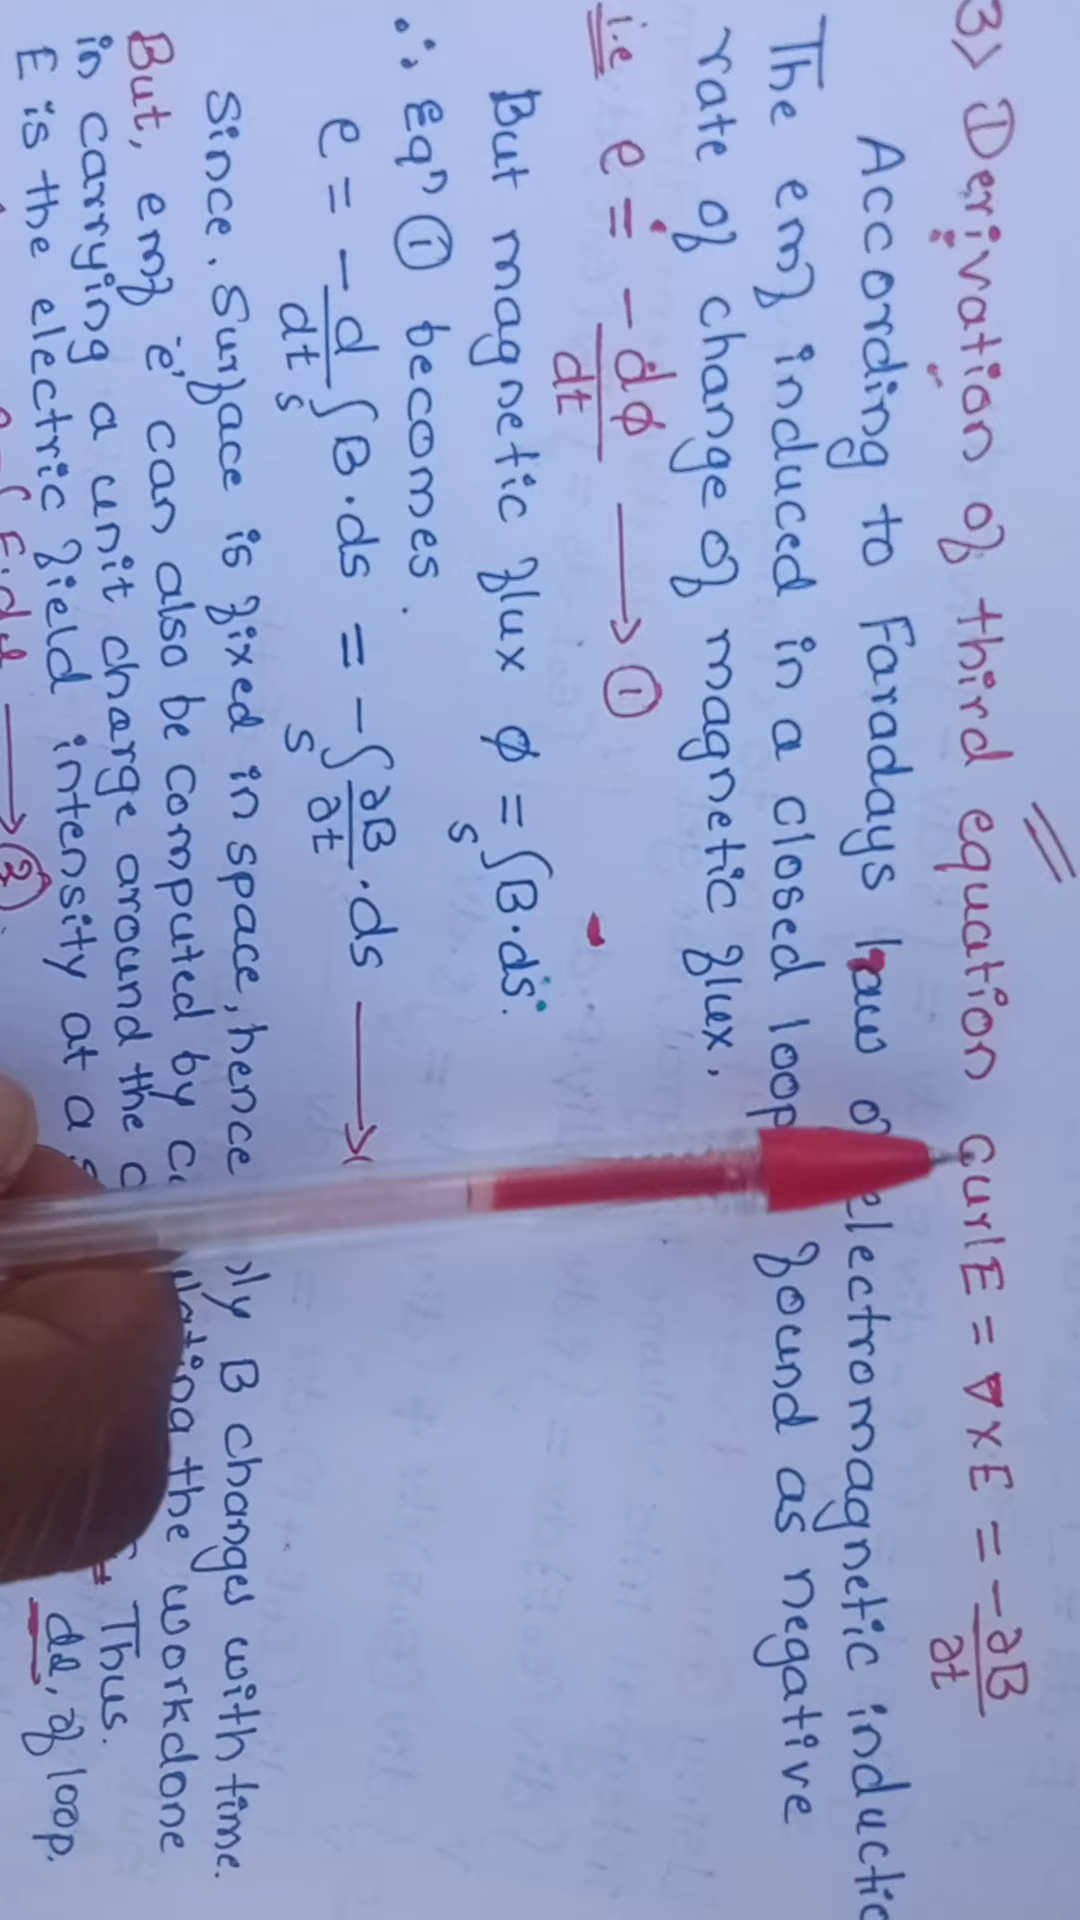 3) Derivation of third equation curlE = ∇×E = -∂B/∂t
According to Faradays law electromagnetic inductio
The emf induced in a closed loop found as negative
rate of change of magnetic flux.
i.e e = -dϕ/dt → ①
But magnetic flux ϕ = ∫s B.ds.
∴ Eqⁿ ① becomes.
e = -d/dt ∫s B.ds = -∫s ∂B/∂t .ds →
Since. Surface is fixed in space, hence B changes with time.
But, emf 'e' can also be computed by the workdone
in carrying a unit charge around the Thus.
E is the electric field intensity at a dl, of loop.
→ ②.